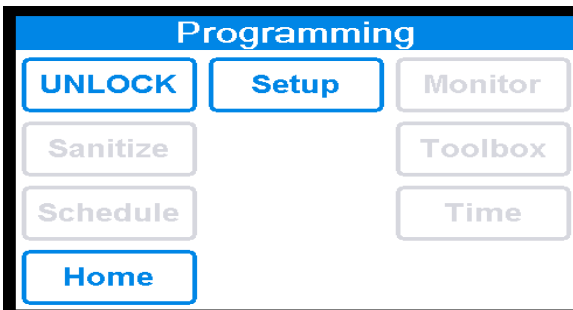 Programming
UNLOCK Setup Monitor
Sanitize Toolbox
Schedule Time
Home